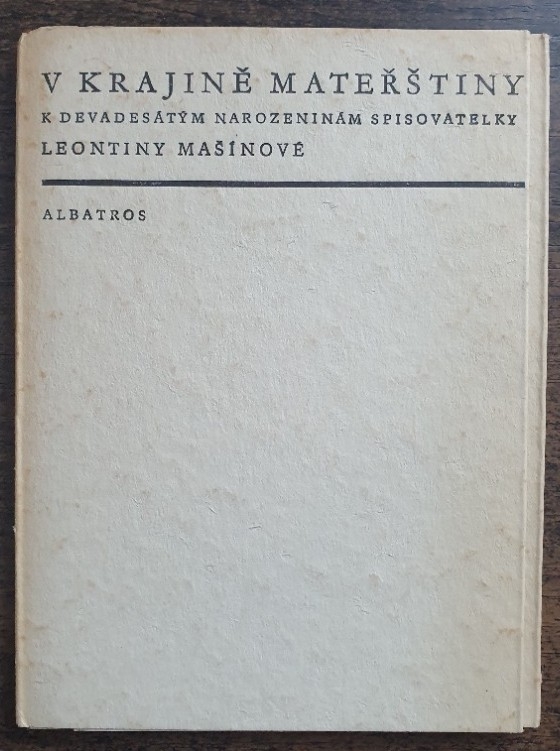 V KRAJINĚ MATEŘŠTINY
K DEVADESÁTÝM NAROZENINÁM SPISOVATELKY
LEONTINY MAŠÍNOVÉ
ALBATROS